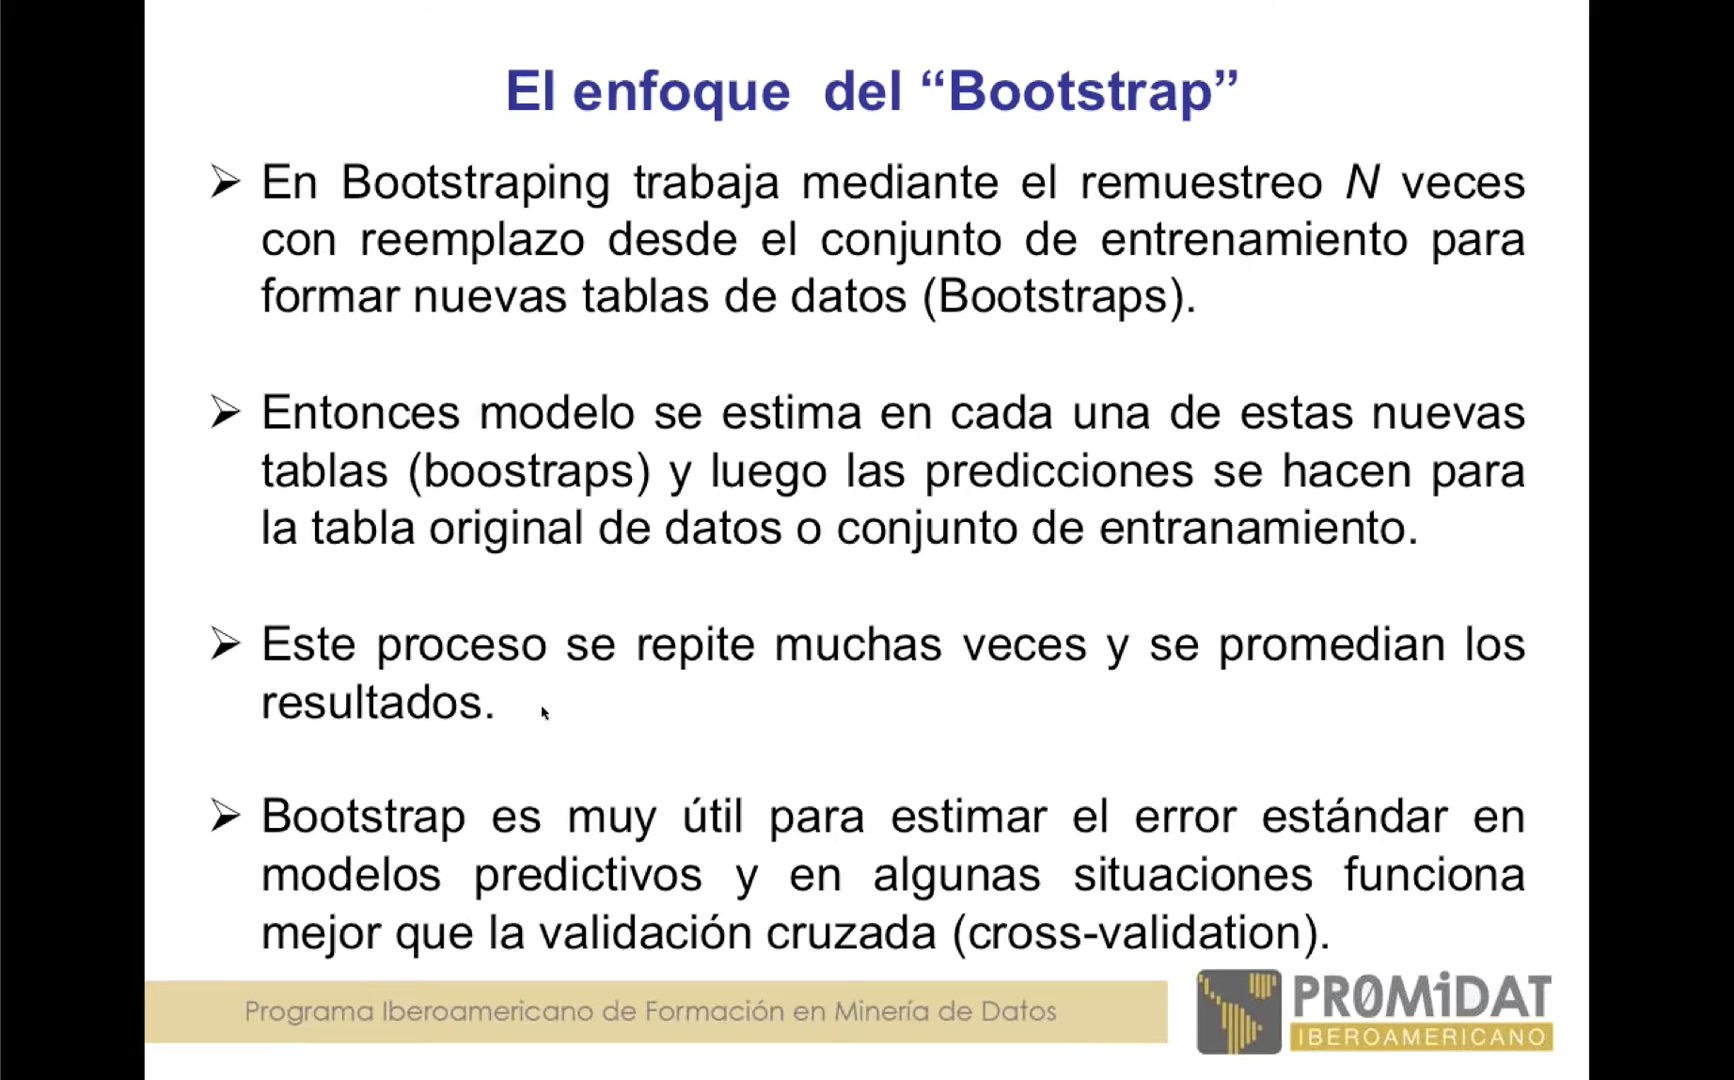 El enfoque  del “Bootstrap”
➢ En Bootstraping trabaja mediante el remuestreo N veces
con reemplazo desde el conjunto de entrenamiento para
formar nuevas tablas de datos (Bootstraps).
➢ Entonces modelo se estima en cada una de estas nuevas
tablas (boostraps) y luego las predicciones se hacen para
la tabla original de datos o conjunto de entranamiento.
➢ Este proceso se repite muchas veces y se promedian los
resultados.
➢ Bootstrap es muy útil para estimar el error estándar en
modelos predictivos y en algunas situaciones funciona
mejor que la validación cruzada (cross-validation).
Programa Iberoamericano de Formación en Minería de Datos
PR0MiDAT
IBEROAMERICANO